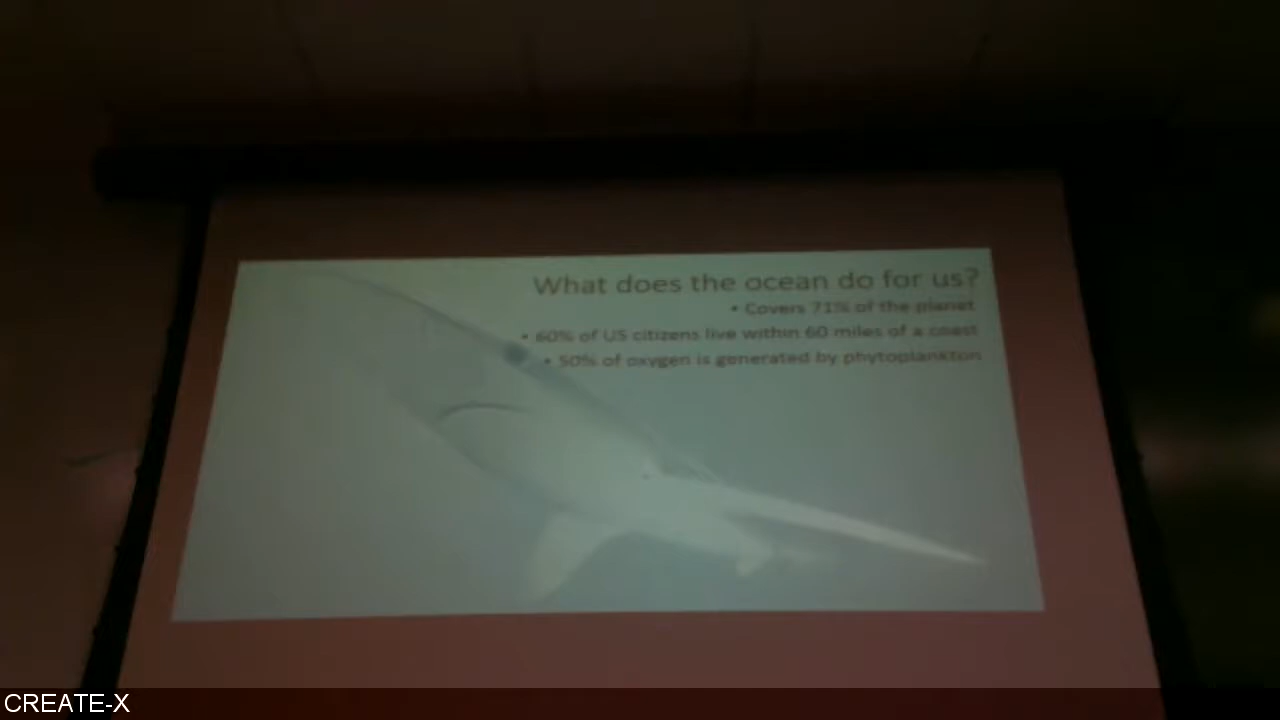 What does the ocean do for us?
• Covers 71% of the planet
• 60% of US citizens live within 60 miles of a coast
• 50% of oxygen is generated by phytoplankton
CREATE-X